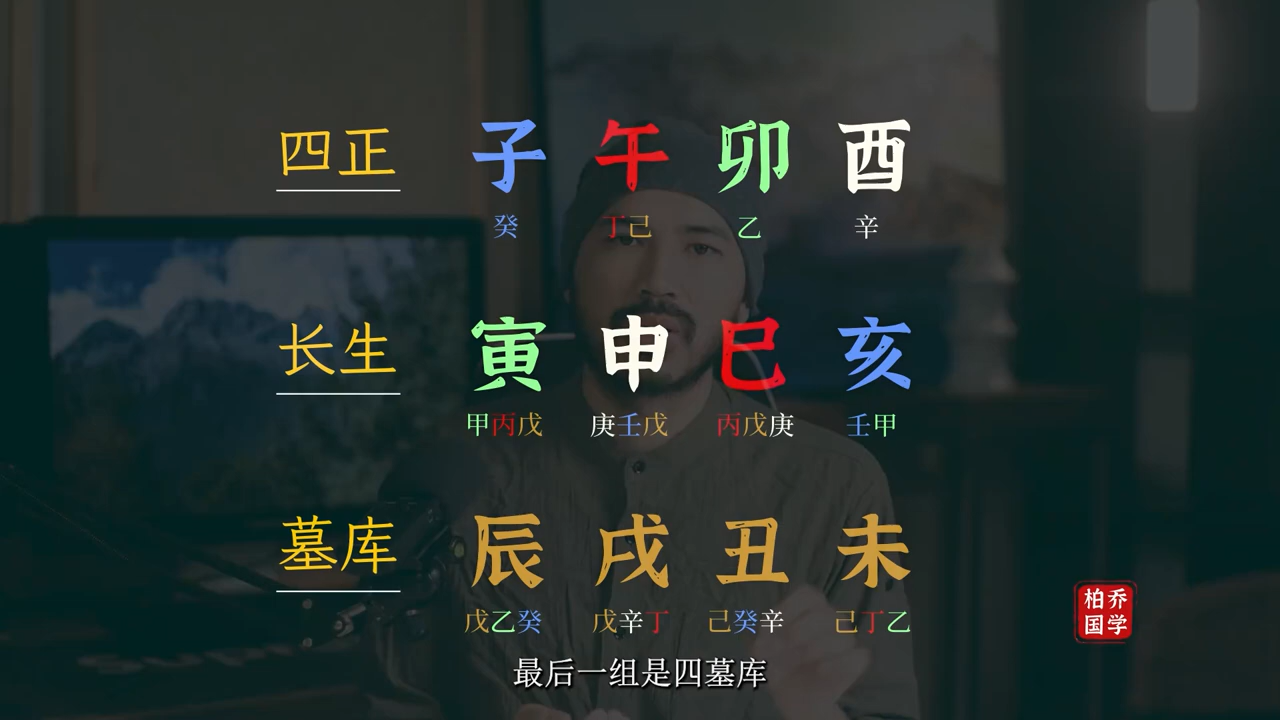 四正 子 午 卯 酉
癸 丁己 乙 辛
长生 寅 申 巳 亥
甲丙戊 庚壬戊 丙戊庚 壬甲
墓库 辰 戌 丑 未
戊乙癸 戊辛丁 己癸辛 己丁乙
柏乔
国学
最后一组是四墓库